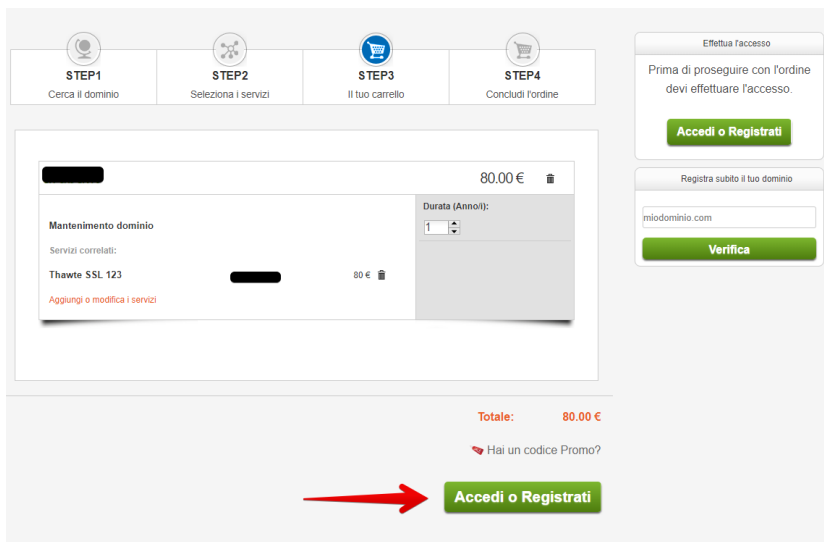 STEP1
Cerca il dominio
STEP2
Seleziona i servizi
STEP3
Il tuo carrello
STEP4
Concludi l'ordine
80.00 €
Mantenimento dominio
Servizi correlati:
Thawte SSL 123
80 €
Aggiungi o modifica i servizi
Durata (Anno/i):
1
Totale: 80.00 €
Hai un codice Promo?
Accedi o Registrati
Effettua l'accesso
Prima di proseguire con l'ordine
devi effettuare l'accesso.
Accedi o Registrati
Registra subito il tuo dominio
miodominio.com
Verifica